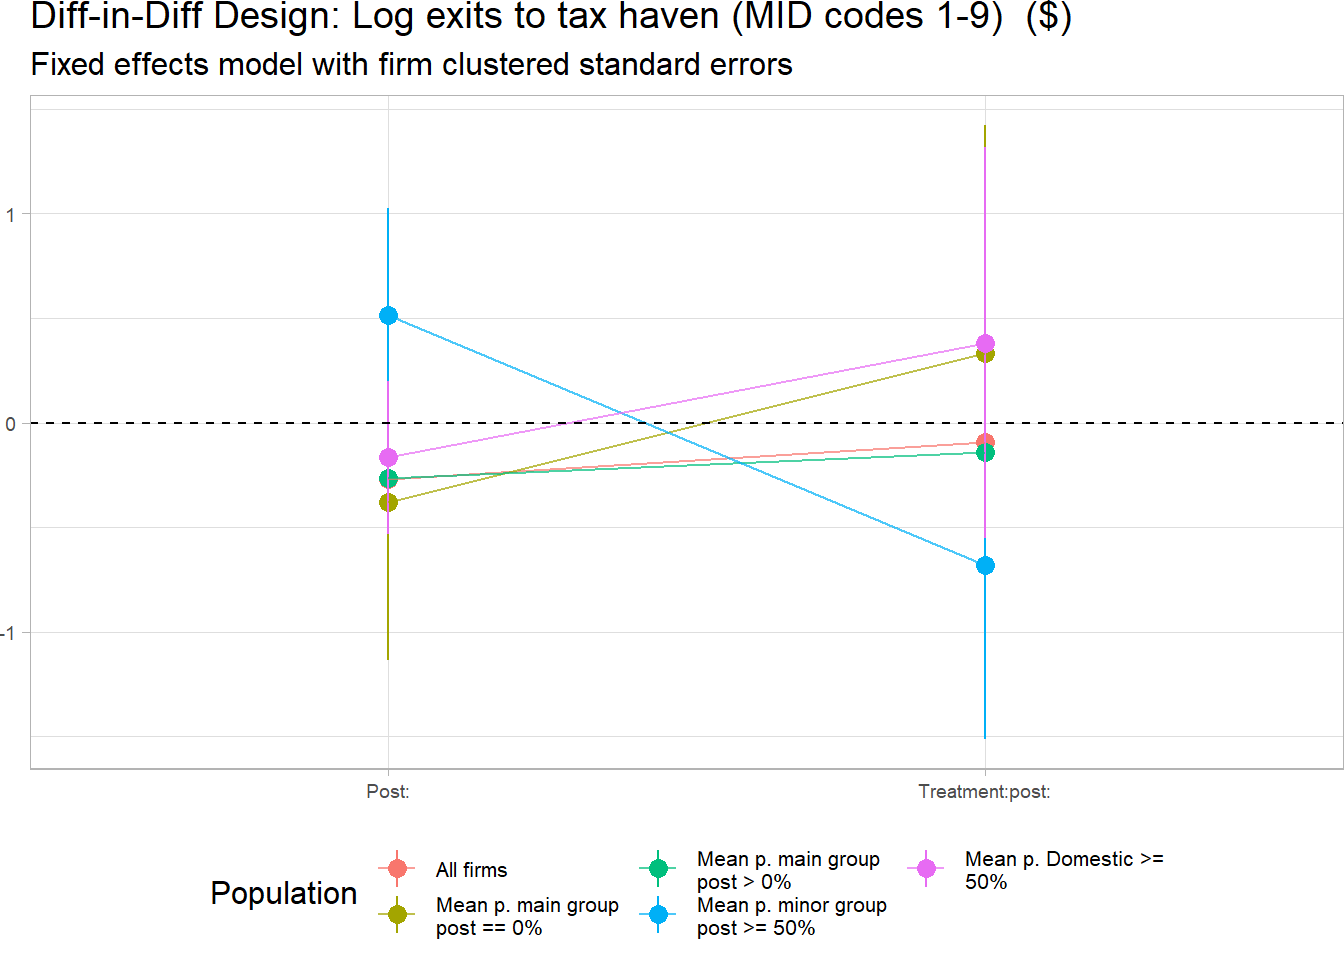 Diff-in-Diff Design: Log exits to tax haven (MID codes 1-9)  ($)
Fixed effects model with firm clustered standard errors
1
0
-1
Post:
Treatment:post:
Population
All firms
Mean p. main group
post == 0%
Mean p. main group
post > 0%
Mean p. minor group
post >= 50%
Mean p. Domestic >=
50%